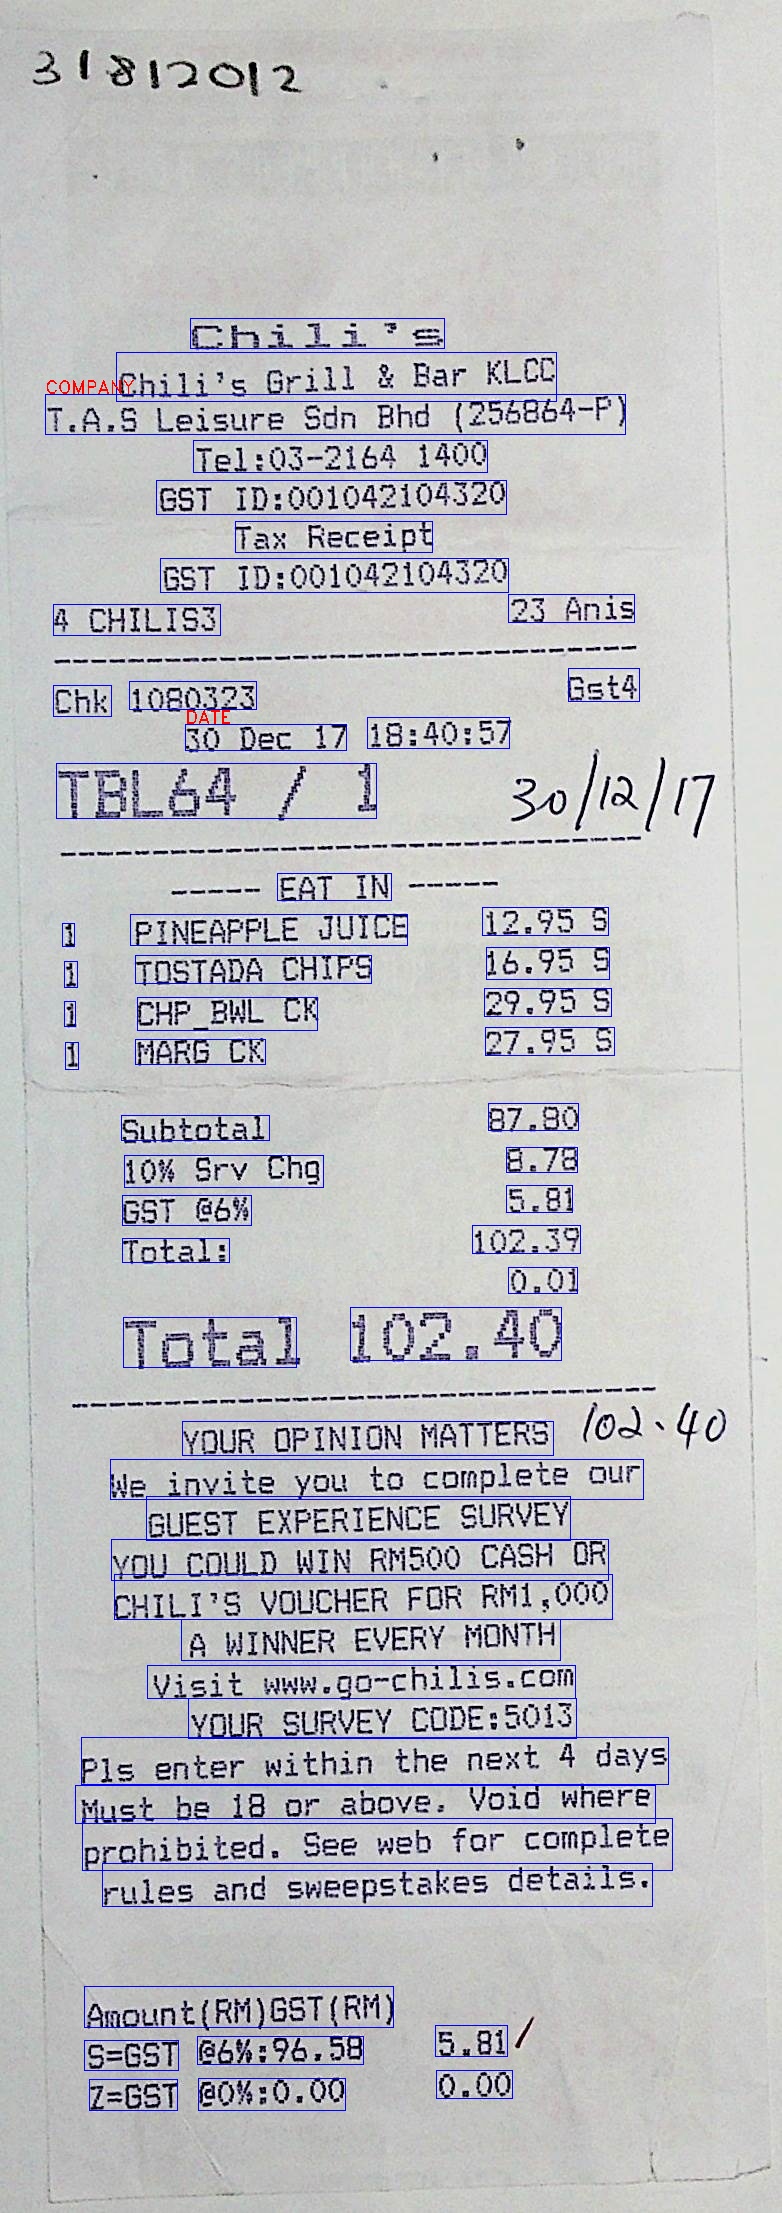 31812012
Chili's
COMPANY
Chili's Grill & Bar KLCC
T.A.S Leisure Sdn Bhd (256864-P)
Tel:03-2164 1400
GST ID:001042104320
Tax Receipt
GST ID:001042104320
4 CHILIS3 23 Anis
--------------------------------
Chk 1080323 Gst4
DATE
30 Dec 17 18:40:57
TBL64 / 1 30/12/17
--------------------------------
----- EAT IN -----
1 PINEAPPLE JUICE 12.95 S
1 TOSTADA CHIPS 16.95 S
1 CHP_BWL CK 29.95 S
1 MARG CK 27.95 S
Subtotal 87.80
10% Srv Chg 8.78
GST @6% 5.81
Total: 102.39
0.01
Total 102.40
--------------------------------
102.40
YOUR OPINION MATTERS
We invite you to complete our
GUEST EXPERIENCE SURVEY
YOU COULD WIN RM500 CASH OR
CHILI'S VOUCHER FOR RM1,000
A WINNER EVERY MONTH
Visit www.go-chilis.com
YOUR SURVEY CODE:5013
Pls enter within the next 4 days
Must be 18 or above. Void where
prohibited. See web for complete
rules and sweepstakes details.
Amount(RM)GST(RM)
S=GST @6%:96.58 5.81
Z=GST @0%:0.00 0.00